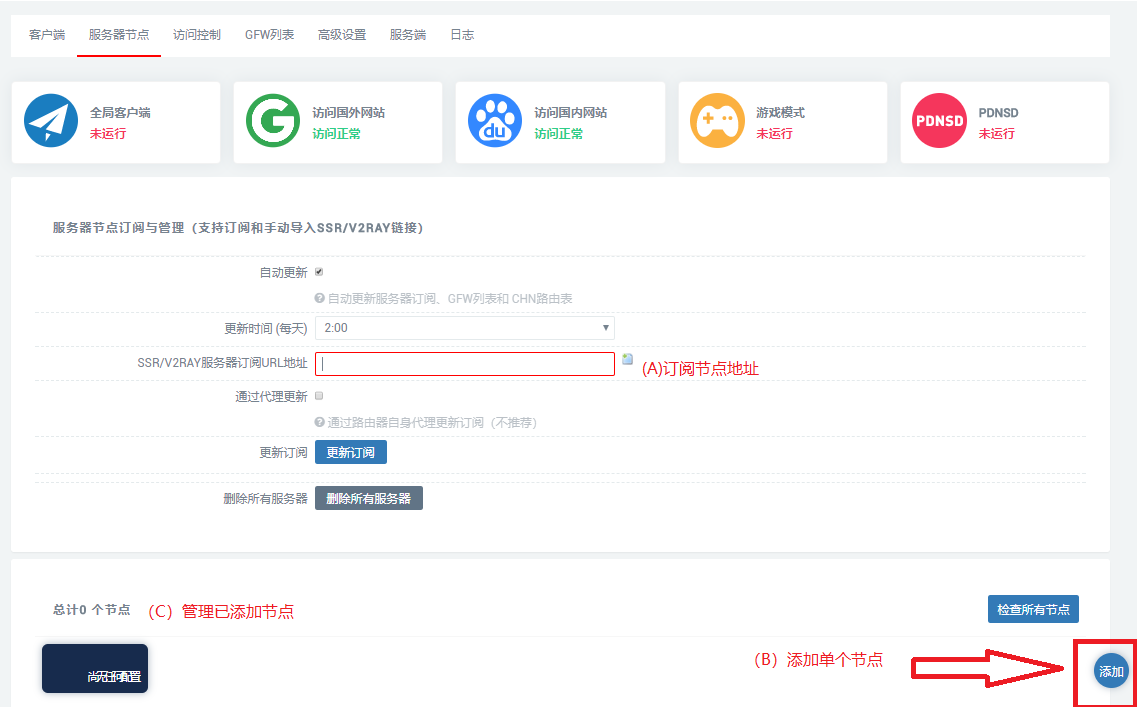 客户端 服务器节点 访问控制 GFW列表 高级设置 服务端 日志
全局客户端
未运行
G
访问国外网站
访问正常
du
访问国内网站
访问正常
游戏模式
未运行
PDNSD
PDNSD
未运行
服务器节点订阅与管理（支持订阅和手动导入SSR/V2RAY链接）
自动更新
自动更新服务器订阅、GFW列表和 CHN路由表
更新时间 (每天) 2:00
SSR/V2RAY服务器订阅URL地址 (A)订阅节点地址
通过代理更新
通过路由器自身代理更新订阅（不推荐）
更新订阅 更新订阅
删除所有服务器 删除所有服务器
总计0 个节点 （C）管理已添加节点 检查所有节点
（B）添加单个节点 添加